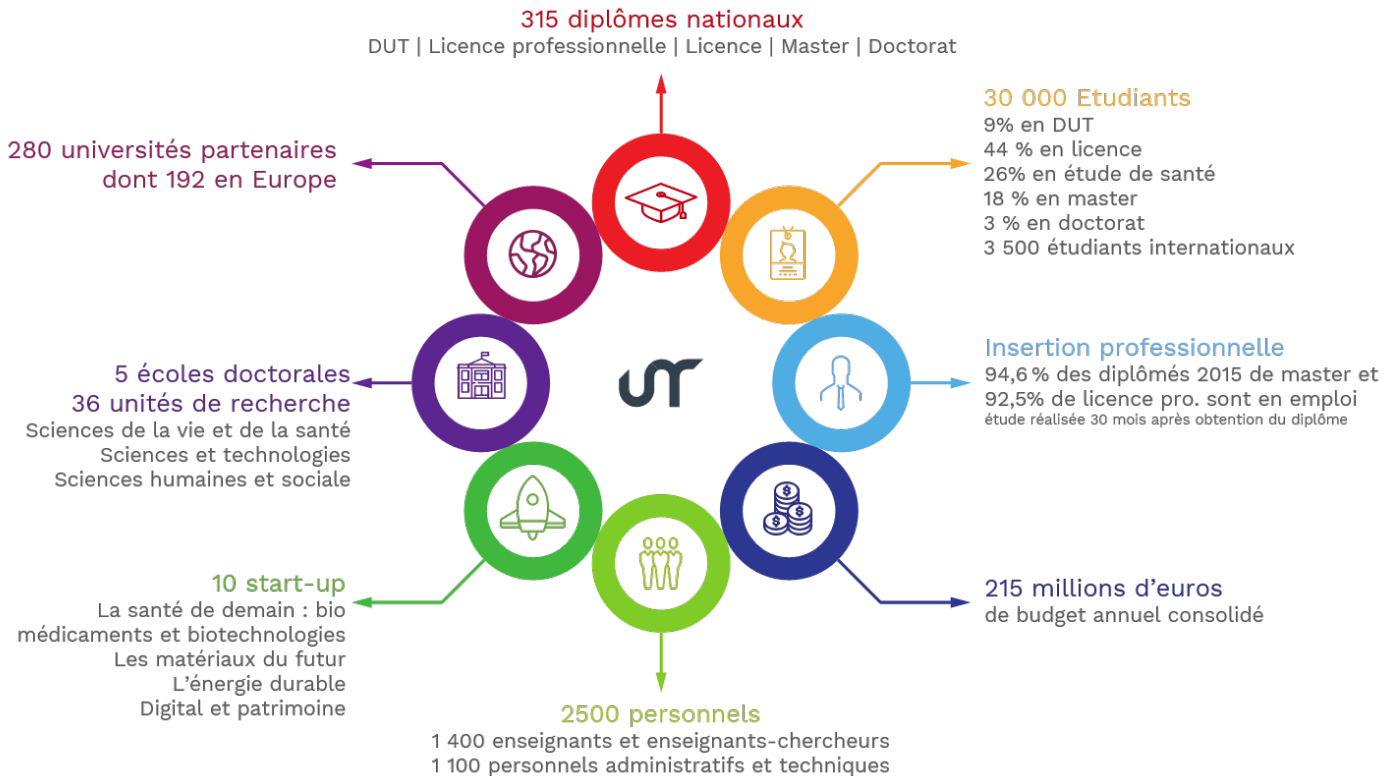 315 diplômes nationaux
DUT | Licence professionnelle | Licence | Master | Doctorat
30 000 Etudiants
9% en DUT
44 % en licence
26% en étude de santé
18 % en master
3 % en doctorat
3 500 étudiants internationaux
280 universités partenaires
dont 192 en Europe
Insertion professionnelle
94,6 % des diplômés 2015 de master et
92,5% de licence pro. sont en emploi
étude réalisée 30 mois après obtention du diplôme
5 écoles doctorales
36 unités de recherche
Sciences de la vie et de la santé
Sciences et technologies
Sciences humaines et sociale
215 millions d’euros
de budget annuel consolidé
10 start-up
La santé de demain : bio
médicaments et biotechnologies
Les matériaux du futur
L’énergie durable
Digital et patrimoine
2500 personnels
1 400 enseignants et enseignants-chercheurs
1 100 personnels administratifs et techniques